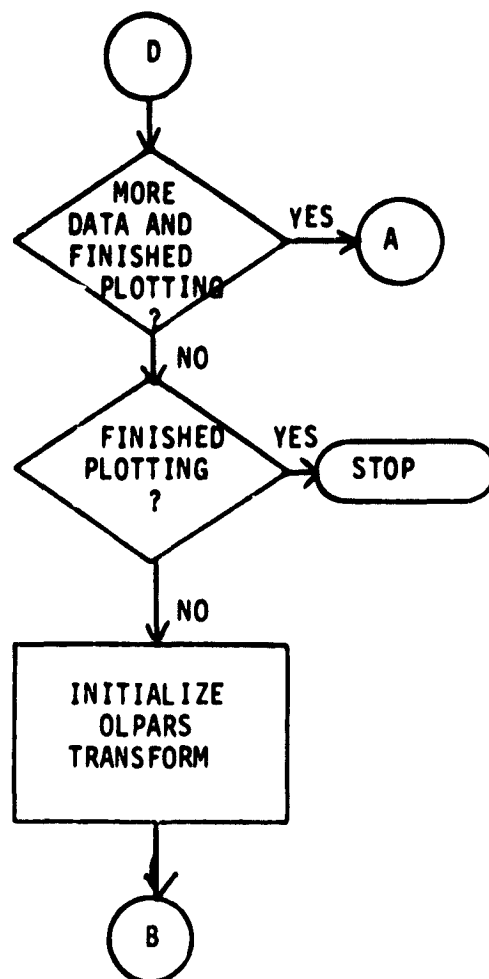 D
MORE
DATA AND
FINISHED
PLOTTING
?
YES
A
NO
FINISHED
PLOTTING
?
YES
STOP
NO
INITIALIZE
OLPARS
TRANSFORM
B